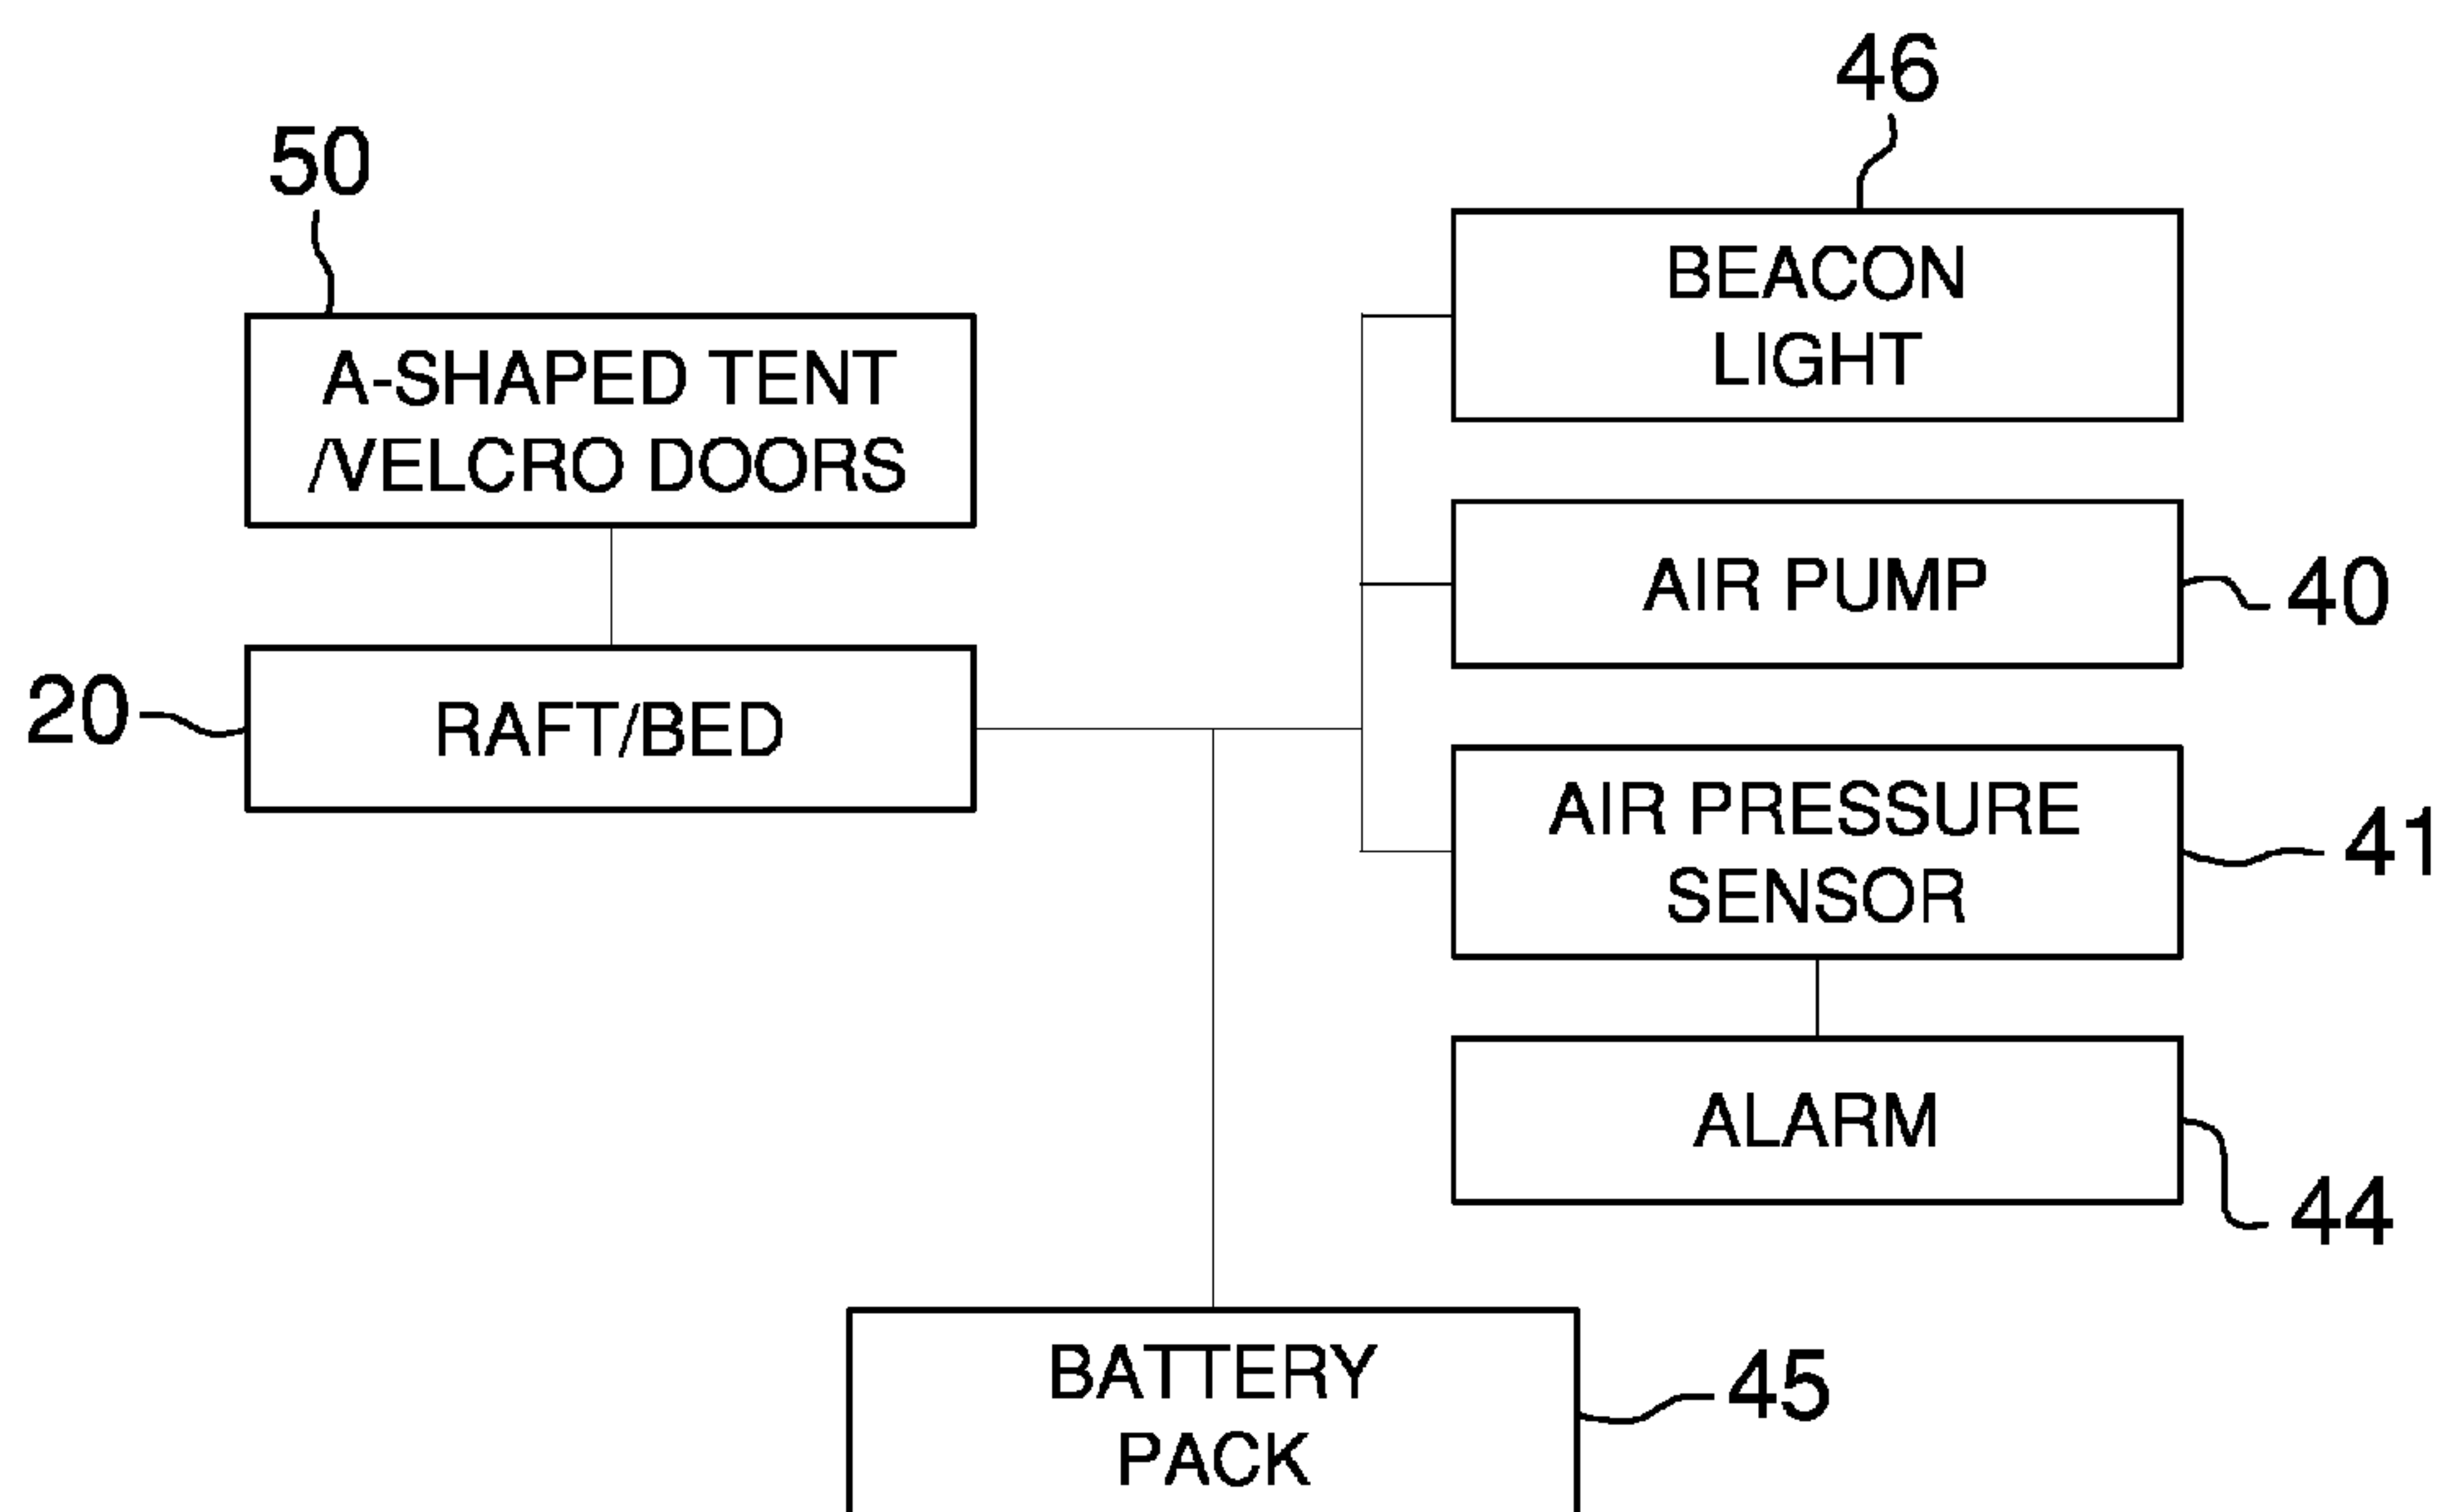 46
50
BEACON
LIGHT
A-SHAPED TENT
/VELCRO DOORS
AIR PUMP
40
20
RAFT/BED
AIR PRESSURE
SENSOR
41
ALARM
44
BATTERY
PACK
45